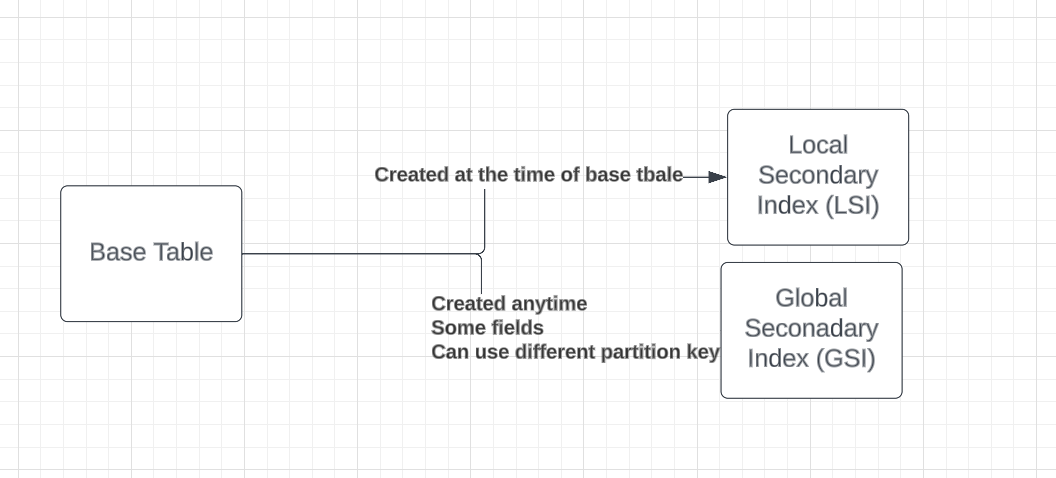 Base Table
Created at the time of base tbale
Local
Secondary
Index (LSI)
Created anytime
Some fields
Can use different partition key
Global
Seconadary
Index (GSI)